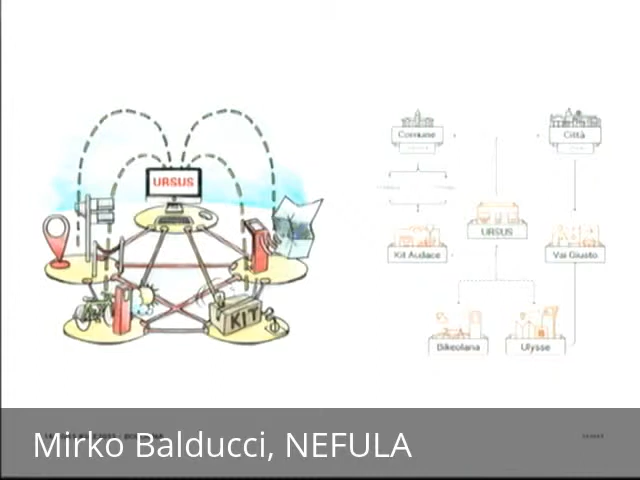 URSUS
KIT
Comune
Città
URSUS
Kit Audace
Vai Giusto
Bikeolana
Ulysse
Mirko Balducci, NEFULA